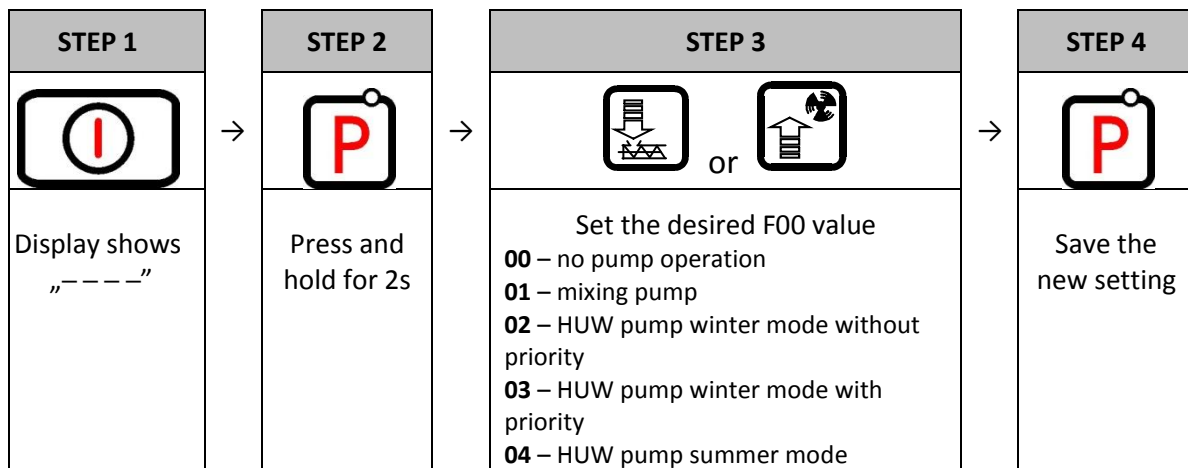 STEP 1
STEP 2
STEP 3
STEP 4
→
P
→
or
→
P
Display shows
„– – – –”
Press and
hold for 2s
Set the desired F00 value
00 – no pump operation
01 – mixing pump
02 – HUW pump winter mode without
priority
03 – HUW pump winter mode with
priority
04 – HUW pump summer mode
Save the
new setting